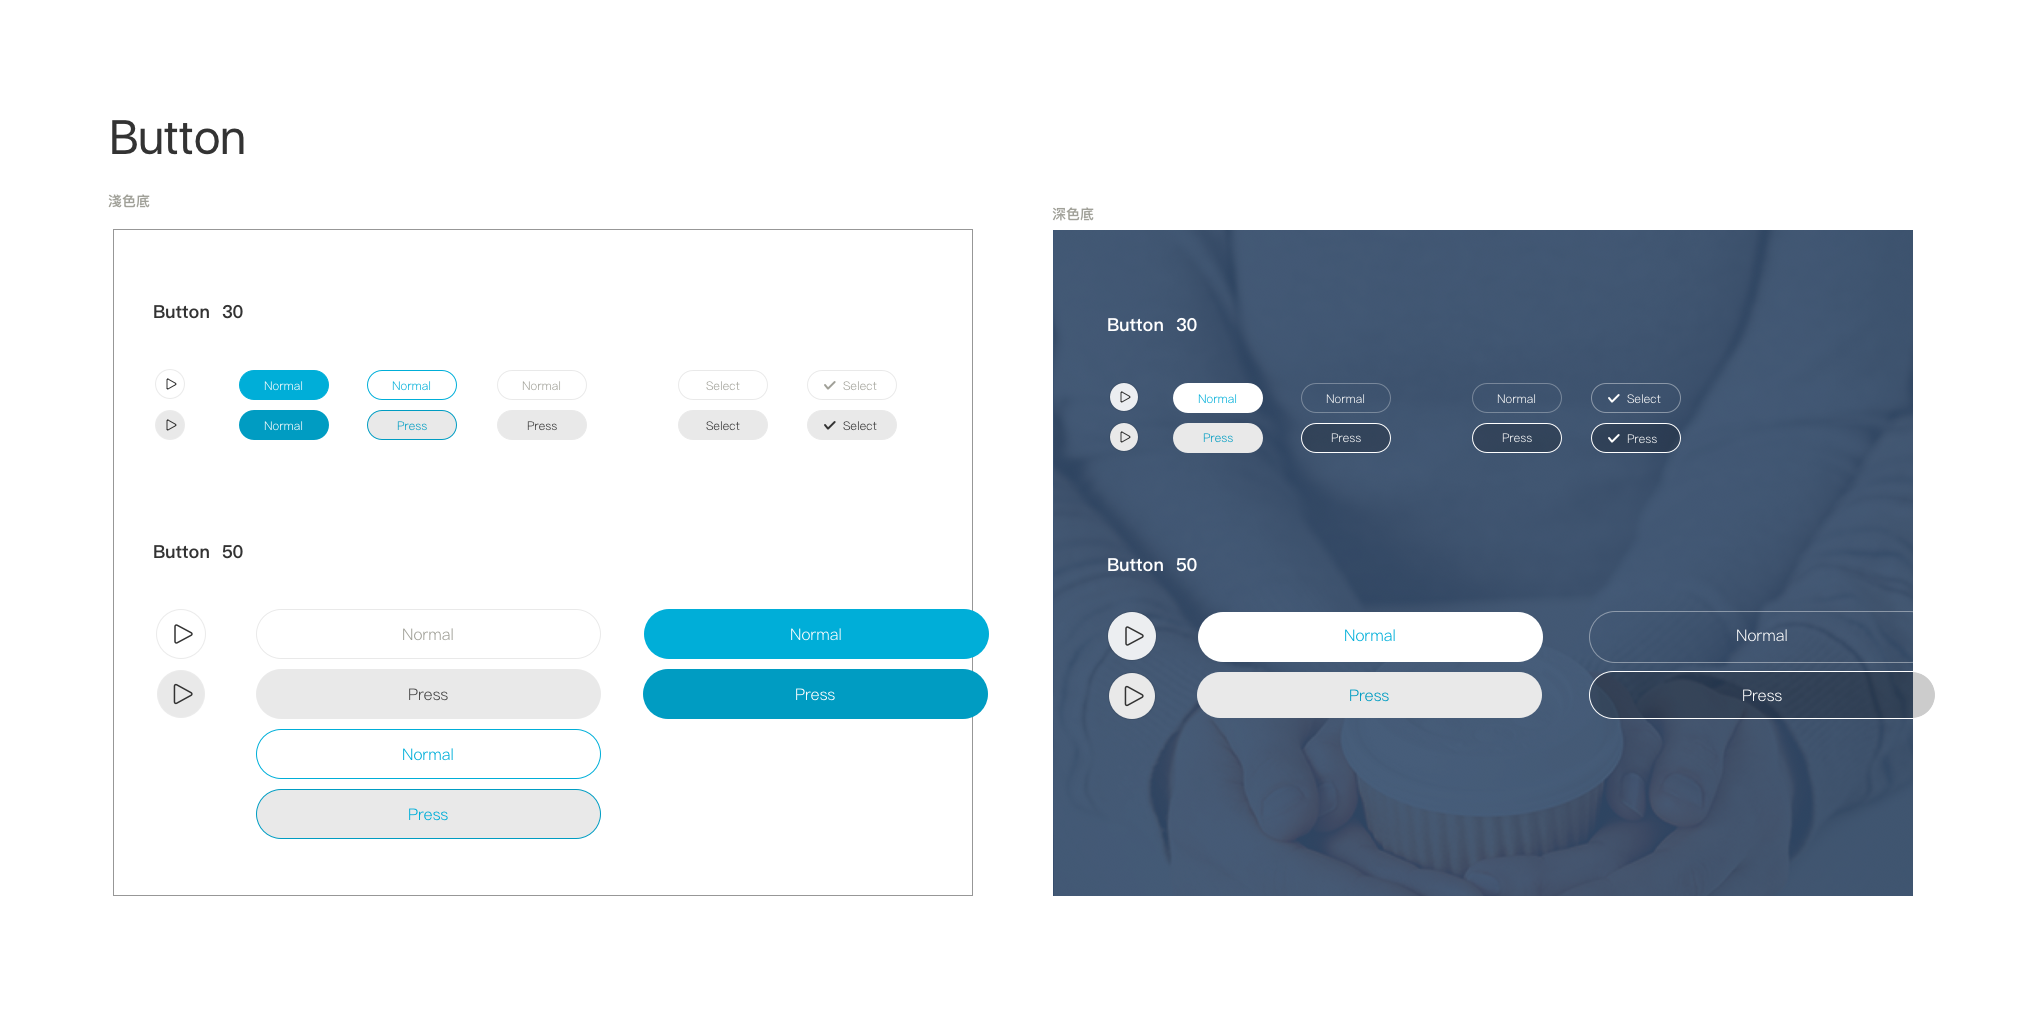 Button
淺色底
Button 30
Normal Normal Normal Select Select
Normal Press Press Select Select
Button 50
Normal Normal
Press Press
Normal
Press
深色底
Button 30
Normal Normal Normal Select
Press Press Press Press
Button 50
Normal Normal
Press Press